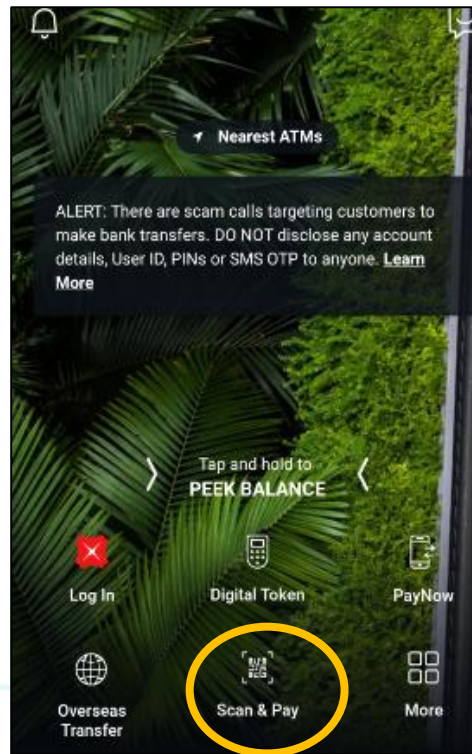 Nearest ATMs
ALERT: There are scam calls targeting customers to
make bank transfers. DO NOT disclose any account
details, User ID, PINs or SMS OTP to anyone. Learn
More
Tap and hold to
PEEK BALANCE
Log In
Digital Token
PayNow
Overseas
Transfer
Scan & Pay
More